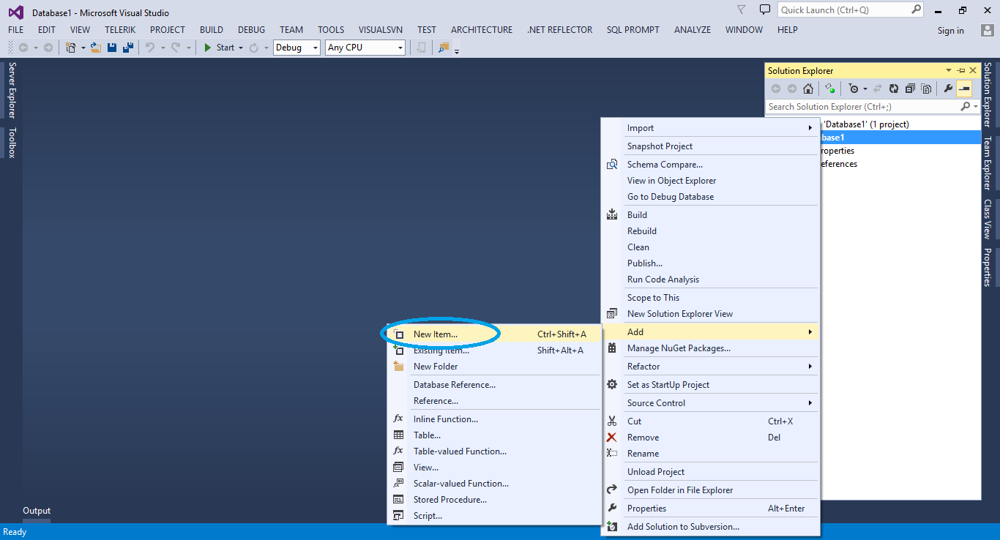 Database1 - Microsoft Visual Studio
Quick Launch (Ctrl+Q)
FILE EDIT VIEW TELERIK PROJECT BUILD DEBUG TEAM TOOLS VISUALSVN TEST ARCHITECTURE .NET REFLECTOR SQL PROMPT ANALYZE WINDOW HELP Sign in
Start Debug Any CPU
Server Explorer
Toolbox
Solution Explorer
Search Solution Explorer (Ctrl+;)
'Database1' (1 project)
base1
roperties
eferences
Solution Explorer
Team Explorer
Class View
Properties
Import
Snapshot Project
Schema Compare...
View in Object Explorer
Go to Debug Database
Build
Rebuild
Clean
Publish...
Run Code Analysis
Scope to This
New Solution Explorer View
Add
Manage NuGet Packages...
Refactor
Set as StartUp Project
Source Control
Cut Ctrl+X
Remove Del
Rename
Unload Project
Open Folder in File Explorer
Properties Alt+Enter
Add Solution to Subversion...
New Item... Ctrl+Shift+A
Existing Item... Shift+Alt+A
New Folder
Database Reference...
Reference...
Inline Function...
Table...
Table-valued Function...
View...
Scalar-valued Function...
Stored Procedure...
Script...
Output
Ready